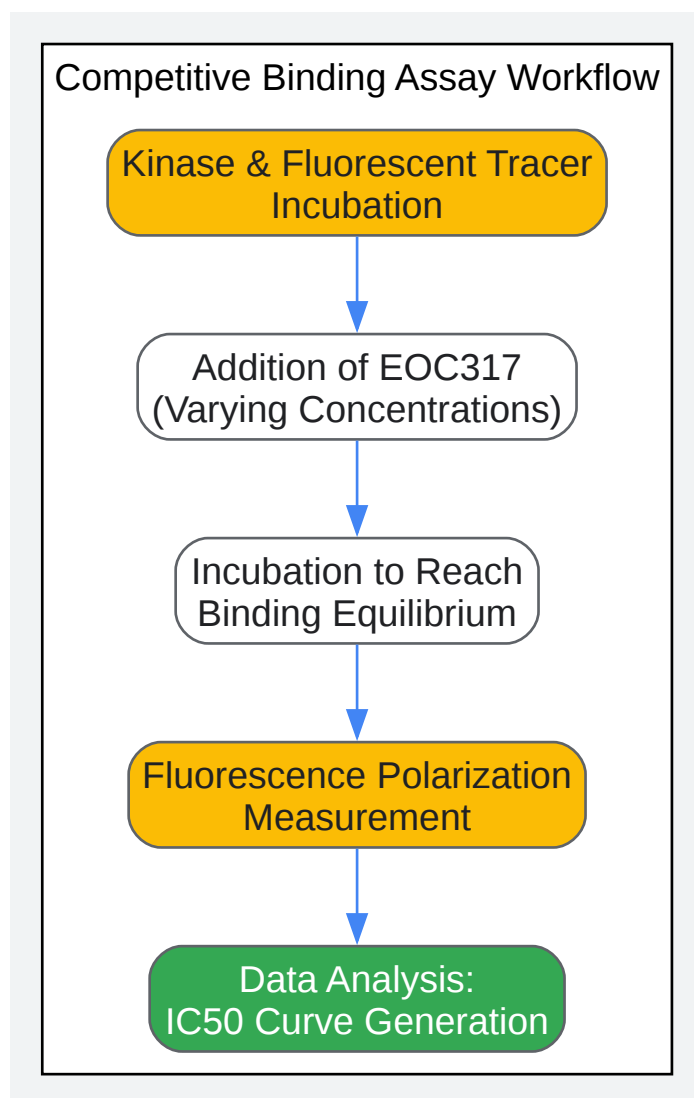 Competitive Binding Assay Workflow
Kinase & Fluorescent Tracer
Incubation
Addition of EOC317
(Varying Concentrations)
Incubation to Reach
Binding Equilibrium
Fluorescence Polarization
Measurement
Data Analysis:
IC50 Curve Generation